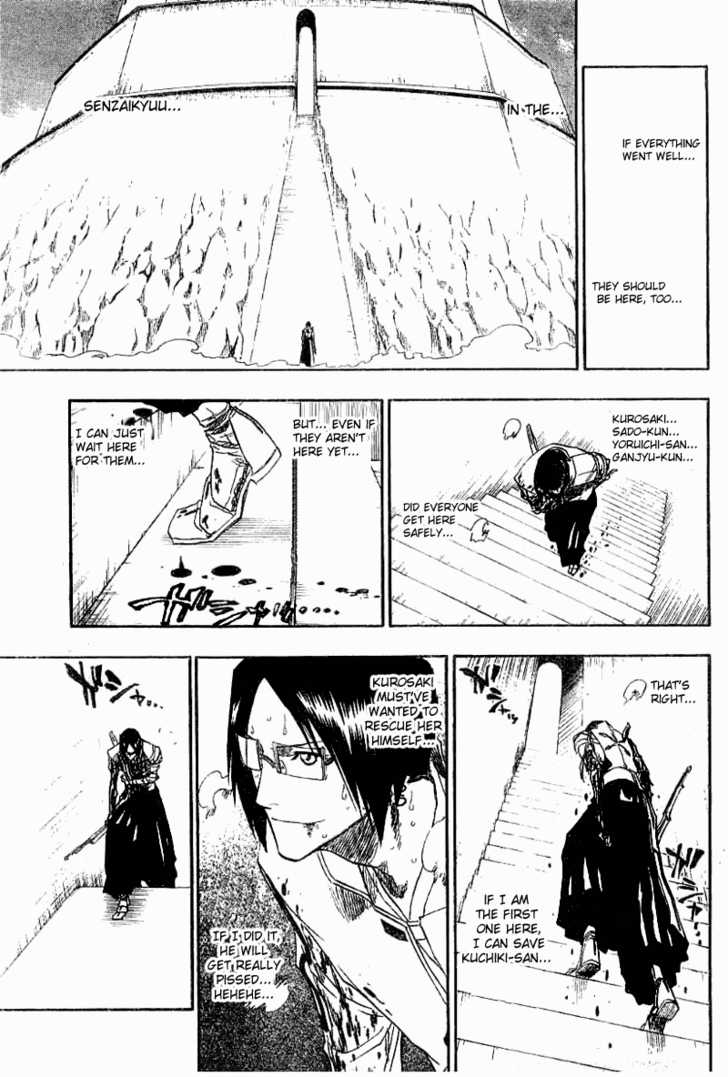 IF EVERYTHING
WENT WELL...
THEY SHOULD
BE HERE, TOO...
IN THE...
SENZAIKYUU...
KUROSAKI...
SADO-KUN...
YORUICHI-SAN...
GANJYU-KUN...
DID EVERYONE
GET HERE
SAFELY...
BUT... EVEN IF
THEY AREN'T
HERE YET...
I CAN JUST
WAIT HERE
FOR THEM...
THAT'S
RIGHT...
IF I AM
THE FIRST
ONE HERE,
I CAN SAVE
KUCHIKI-SAN...
KUROSAKI
MUST'VE
WANTED TO
RESCUE HER
HIMSELF...
IF I DID IT,
HE WILL
GET REALLY
PISSED...
HEHEHE...